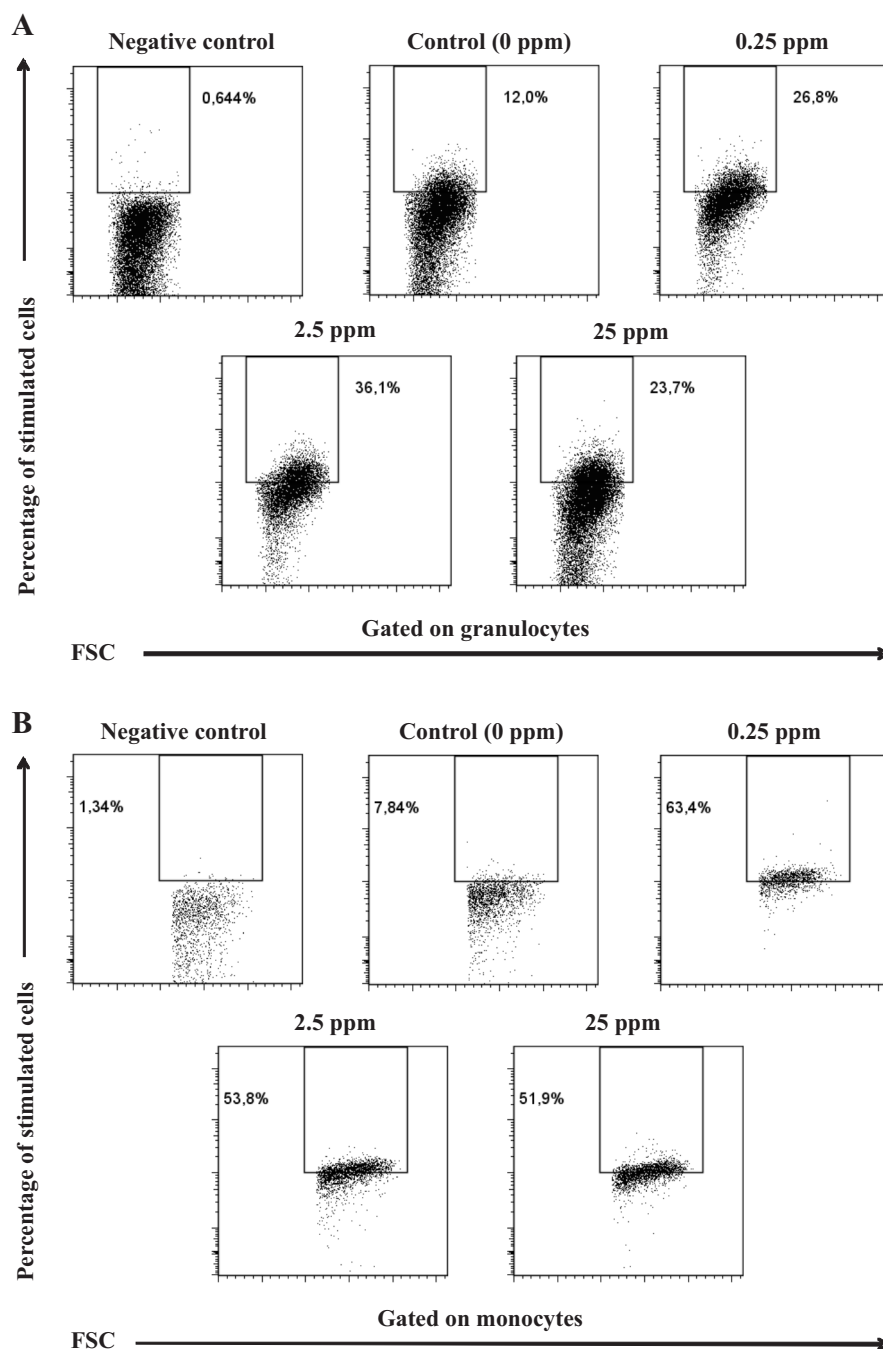 A
Negative control
Control (0 ppm)
0.25 ppm
0,644%
12,0%
26,8%
2.5 ppm
25 ppm
36,1%
23,7%
Percentage of stimulated cells
Gated on granulocytes
FSC
B
Negative control
Control (0 ppm)
0.25 ppm
1,34%
7,84%
63,4%
2.5 ppm
25 ppm
53,8%
51,9%
Percentage of stimulated cells
Gated on monocytes
FSC